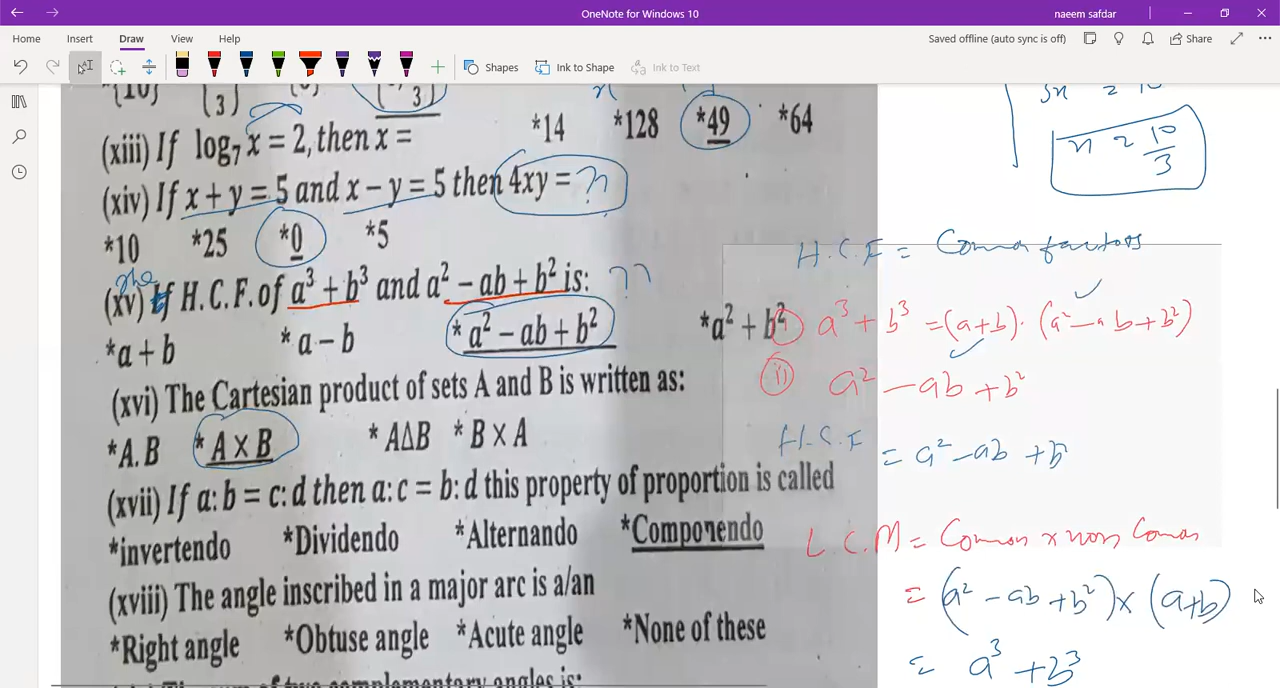 OneNote for Windows 10
naeem safdar
Home Insert Draw View Help
Saved offline (auto sync is off)
Share
Shapes
Ink to Shape
Ink to Text
(xiii) If log₇ x = 2, then x =
*14 *128 *49 *64
(xiv) If x + y = 5 and x − y = 5 then 4xy = ?
*10 *25 *0 *5
the
(xv) If H.C.F. of a³ + b³ and a² − ab + b² is: ??
*a + b *a − b *a² − ab + b² *a² + b²
(xvi) The Cartesian product of sets A and B is written as:
*A.B *A × B *AΔB *B × A
(xvii) If a: b = c: d then a: c = b: d this property of proportion is called
*invertendo *Dividendo *Alternando *Componendo
(xviii) The angle inscribed in a major arc is a/an
*Right angle *Obtuse angle *Acute angle *None of these
x = 10/3
H.C.F = Common factors
i) a³ + b³ = (a+b)·(a² − ab + b²)
ii) a² − ab + b²
H.C.F = a² − ab + b²
L.C.M = Common × non Common
= (a² − ab + b²) × (a+b)
= a³ + b³